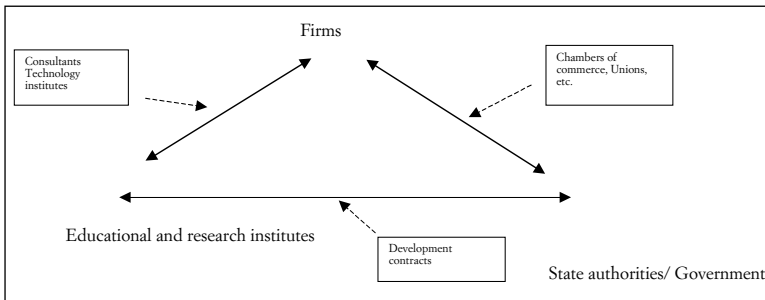 Firms
Consultants
Technology
institutes
Chambers of
commerce, Unions,
etc.
Educational and research institutes
Development
contracts
State authorities/ Government